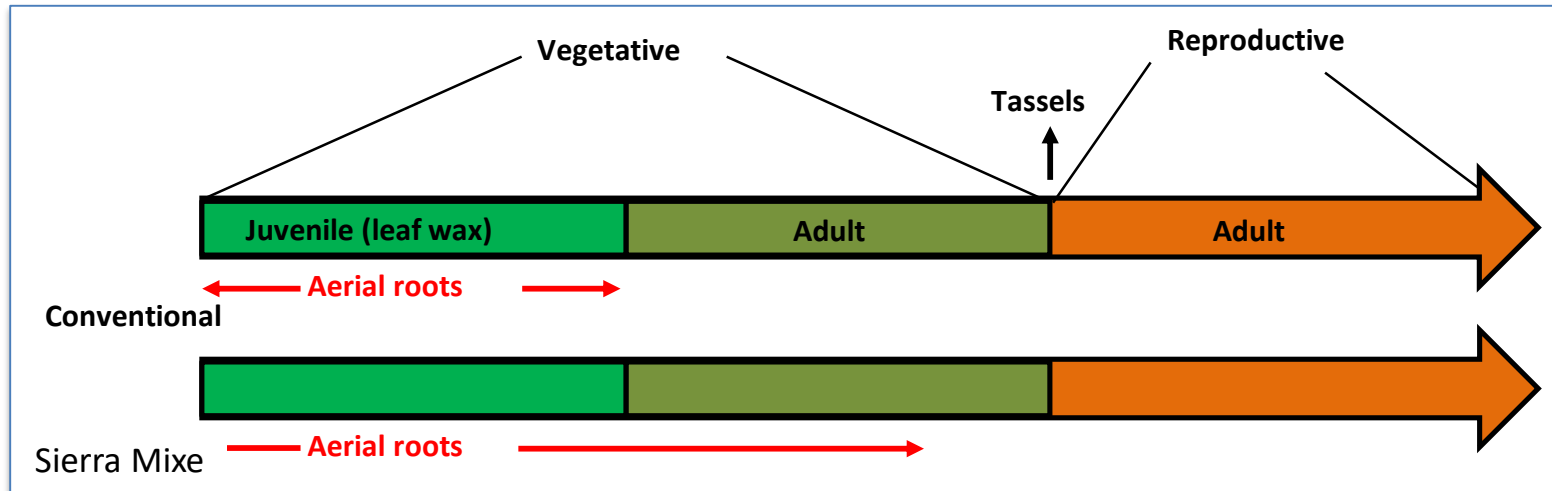 Vegetative
Reproductive
Tassels
Juvenile (leaf wax)
Adult
Adult
Aerial roots
Conventional
Aerial roots
Sierra Mixe